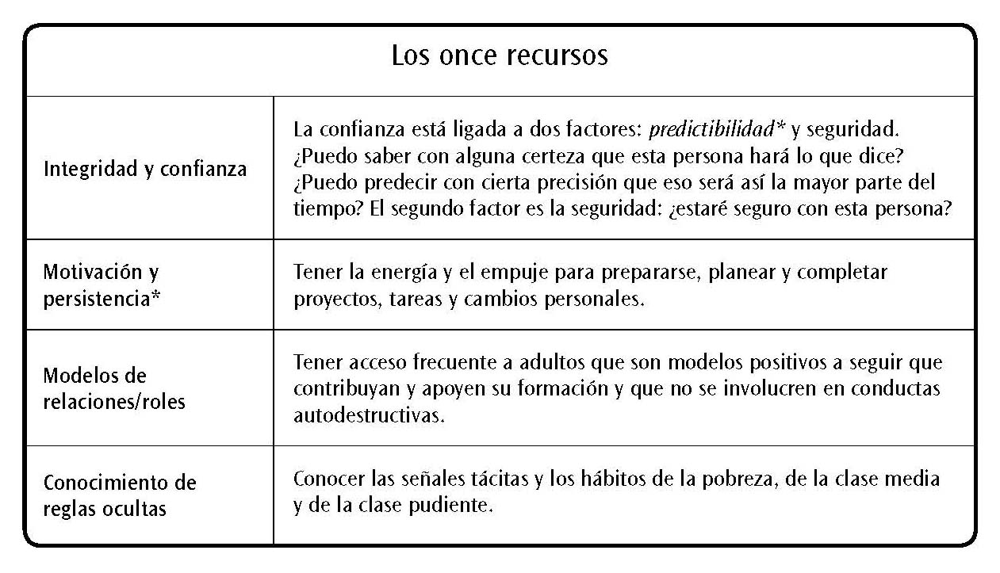 Los once recursos
Integridad y confianza
La confianza está ligada a dos factores: predictibilidad* y seguridad.
¿Puedo saber con alguna certeza que esta persona hará lo que dice?
¿Puedo predecir con cierta precisión que eso será así la mayor parte del
tiempo? El segundo factor es la seguridad: ¿estaré seguro con esta persona?
Motivación y
persistencia*
Tener la energía y el empuje para prepararse, planear y completar
proyectos, tareas y cambios personales.
Modelos de
relaciones/roles
Tener acceso frecuente a adultos que son modelos positivos a seguir que
contribuyan y apoyen su formación y que no se involucren en conductas
autodestructivas.
Conocimiento de
reglas ocultas
Conocer las señales tácitas y los hábitos de la pobreza, de la clase media
y de la clase pudiente.